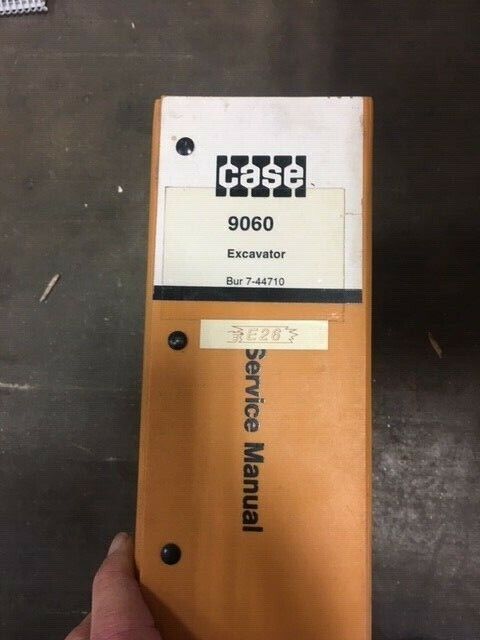 case
9060
Excavator
Bur 7-44710
E26
Service Manual